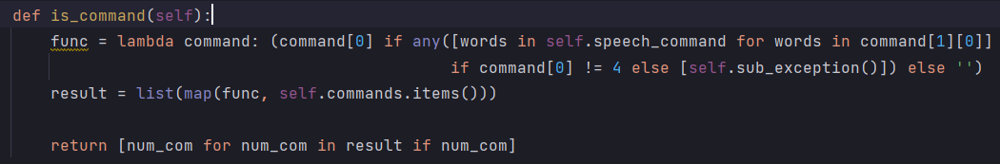 def is_command(self):
    func = lambda command: (command[0] if any([words in self.speech_command for words in command[1][0]]
                                              if command[0] != 4 else [self.sub_exception()]) else '')
    result = list(map(func, self.commands.items()))

    return [num_com for num_com in result if num_com]